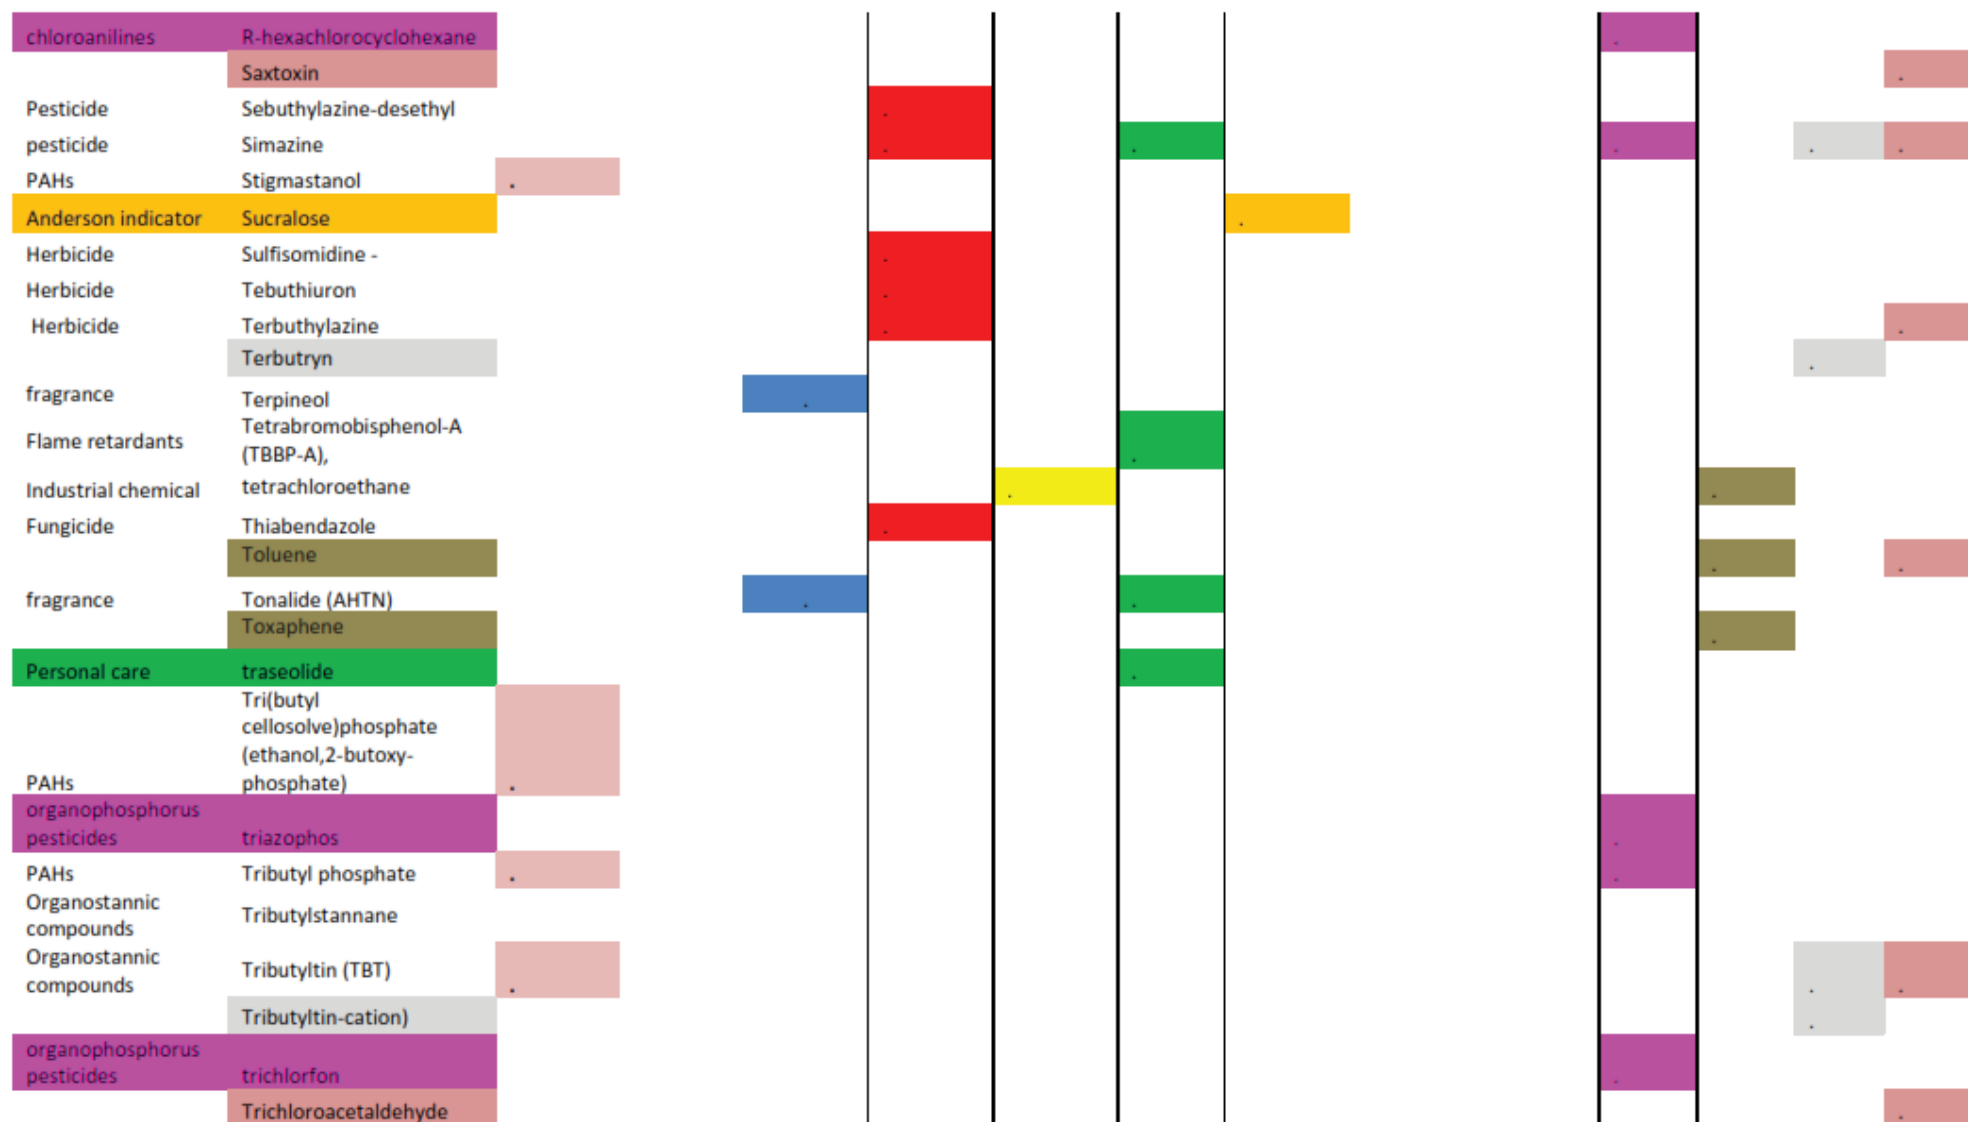 chloroanilines R-hexachlorocyclohexane .
Saxtoxin .
Pesticide Sebuthylazine-desethyl .
pesticide Simazine . . . . .
PAHs Stigmastanol .
Anderson indicator Sucralose .
Herbicide Sulfisomidine - .
Herbicide Tebuthiuron .
Herbicide Terbuthylazine . .
Terbutryn .
fragrance Terpineol .
Flame retardants Tetrabromobisphenol-A
(TBBP-A), .
Industrial chemical tetrachloroethane . .
Fungicide Thiabendazole .
Toluene . .
fragrance Tonalide (AHTN) . .
Toxaphene .
Personal care traseolide .
Tri(butyl
cellosolve)phosphate
(ethanol,2-butoxy-
PAHs phosphate) .
organophosphorus
pesticides triazophos .
PAHs Tributyl phosphate . .
Organostannic
compounds Tributylstannane
Organostannic
compounds Tributyltin (TBT) . . .
Tributyltin-cation) .
organophosphorus
pesticides trichlorfon .
Trichloroacetaldehyde .